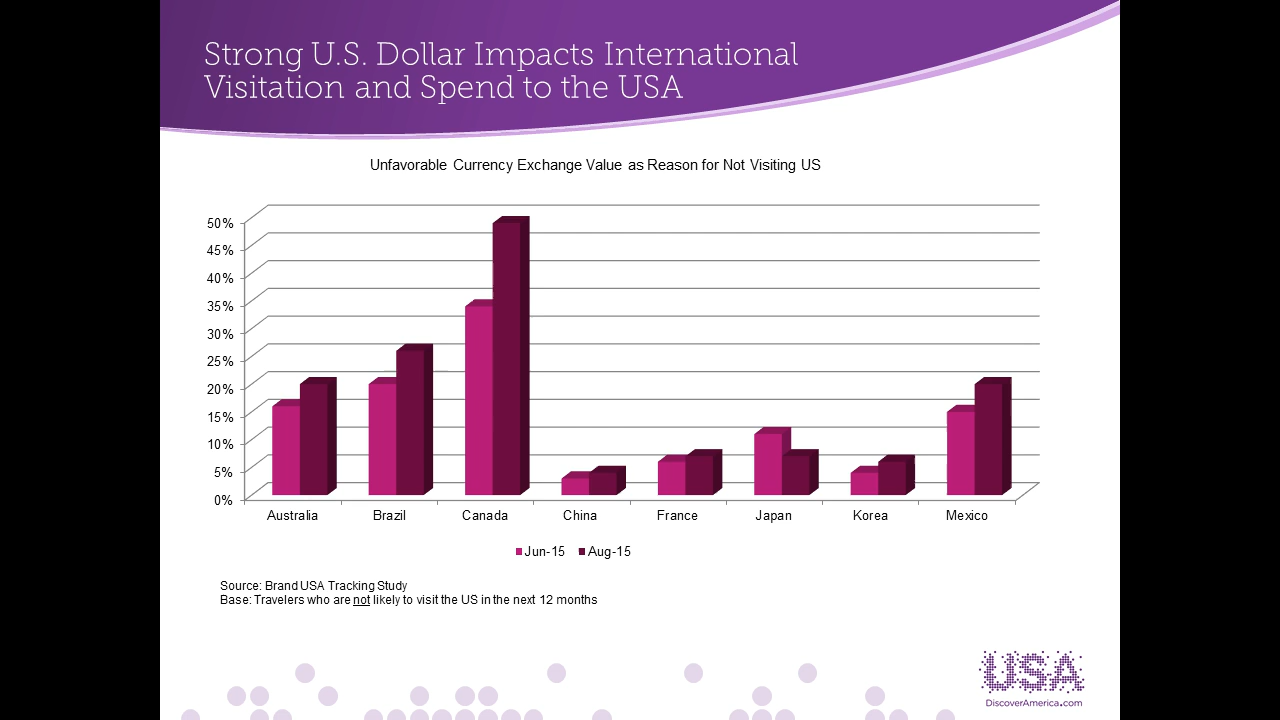 Strong U.S. Dollar Impacts International
Visitation and Spend to the USA
Unfavorable Currency Exchange Value as Reason for Not Visiting US
50%
45%
40%
35%
30%
25%
20%
15%
10%
5%
0%
Australia Brazil Canada China France Japan Korea Mexico
Jun-15 Aug-15
Source: Brand USA Tracking Study
Base: Travelers who are not likely to visit the US in the next 12 months
USA
DiscoverAmerica.com